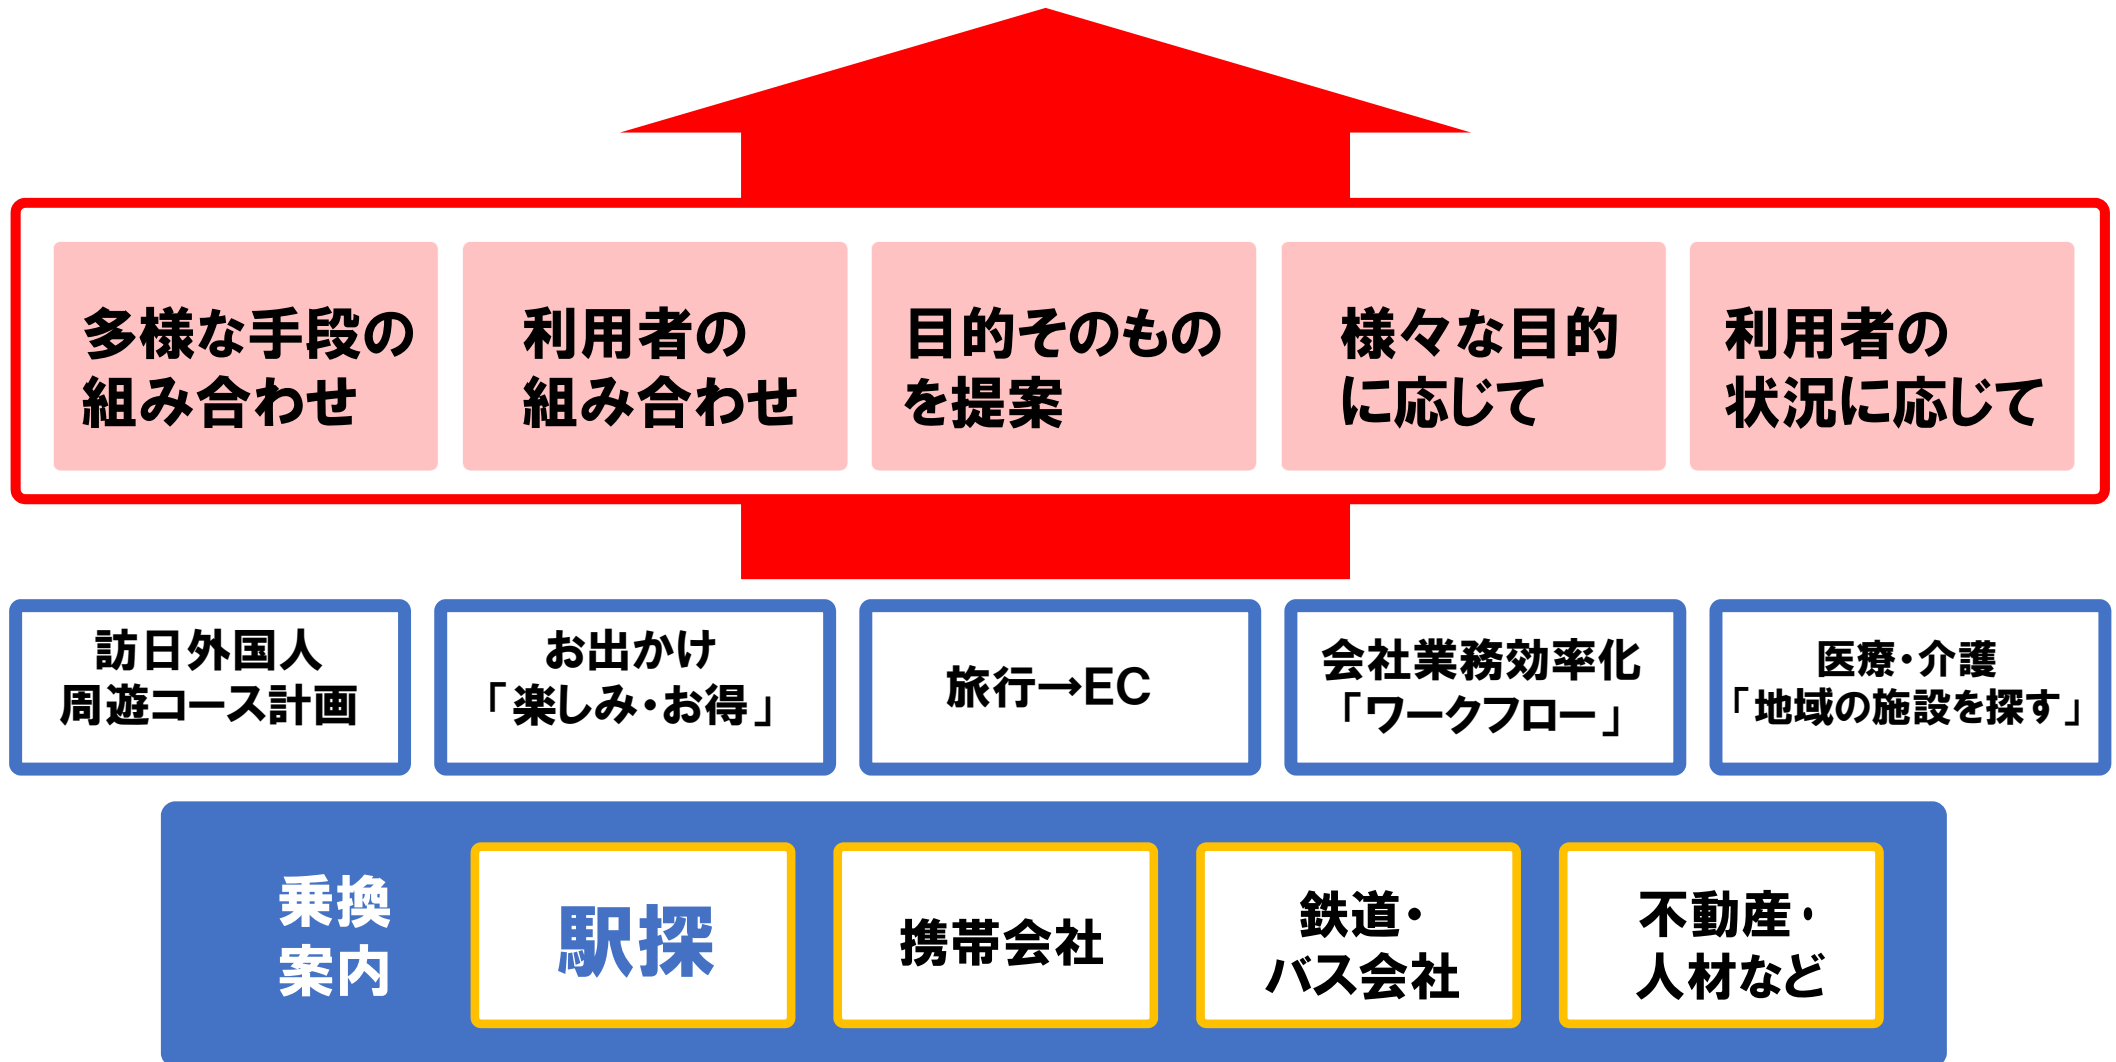 多様な手段の
組み合わせ
利用者の
組み合わせ
目的そのもの
を提案
様々な目的
に応じて
利用者の
状況に応じて
訪日外国人
周遊コース計画
お出かけ
「楽しみ・お得」
旅行→EC
会社業務効率化
「ワークフロー」
医療・介護
「地域の施設を探す」
乗換
案内
駅探
携帯会社
鉄道・
バス会社
不動産・
人材など